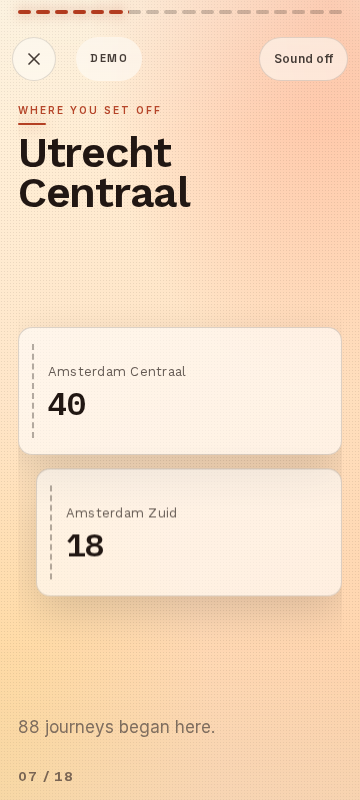 DEMO
Sound off
WHERE YOU SET OFF
Utrecht
Centraal
Amsterdam Centraal
40
Amsterdam Zuid
18
88 journeys began here.
07 / 18